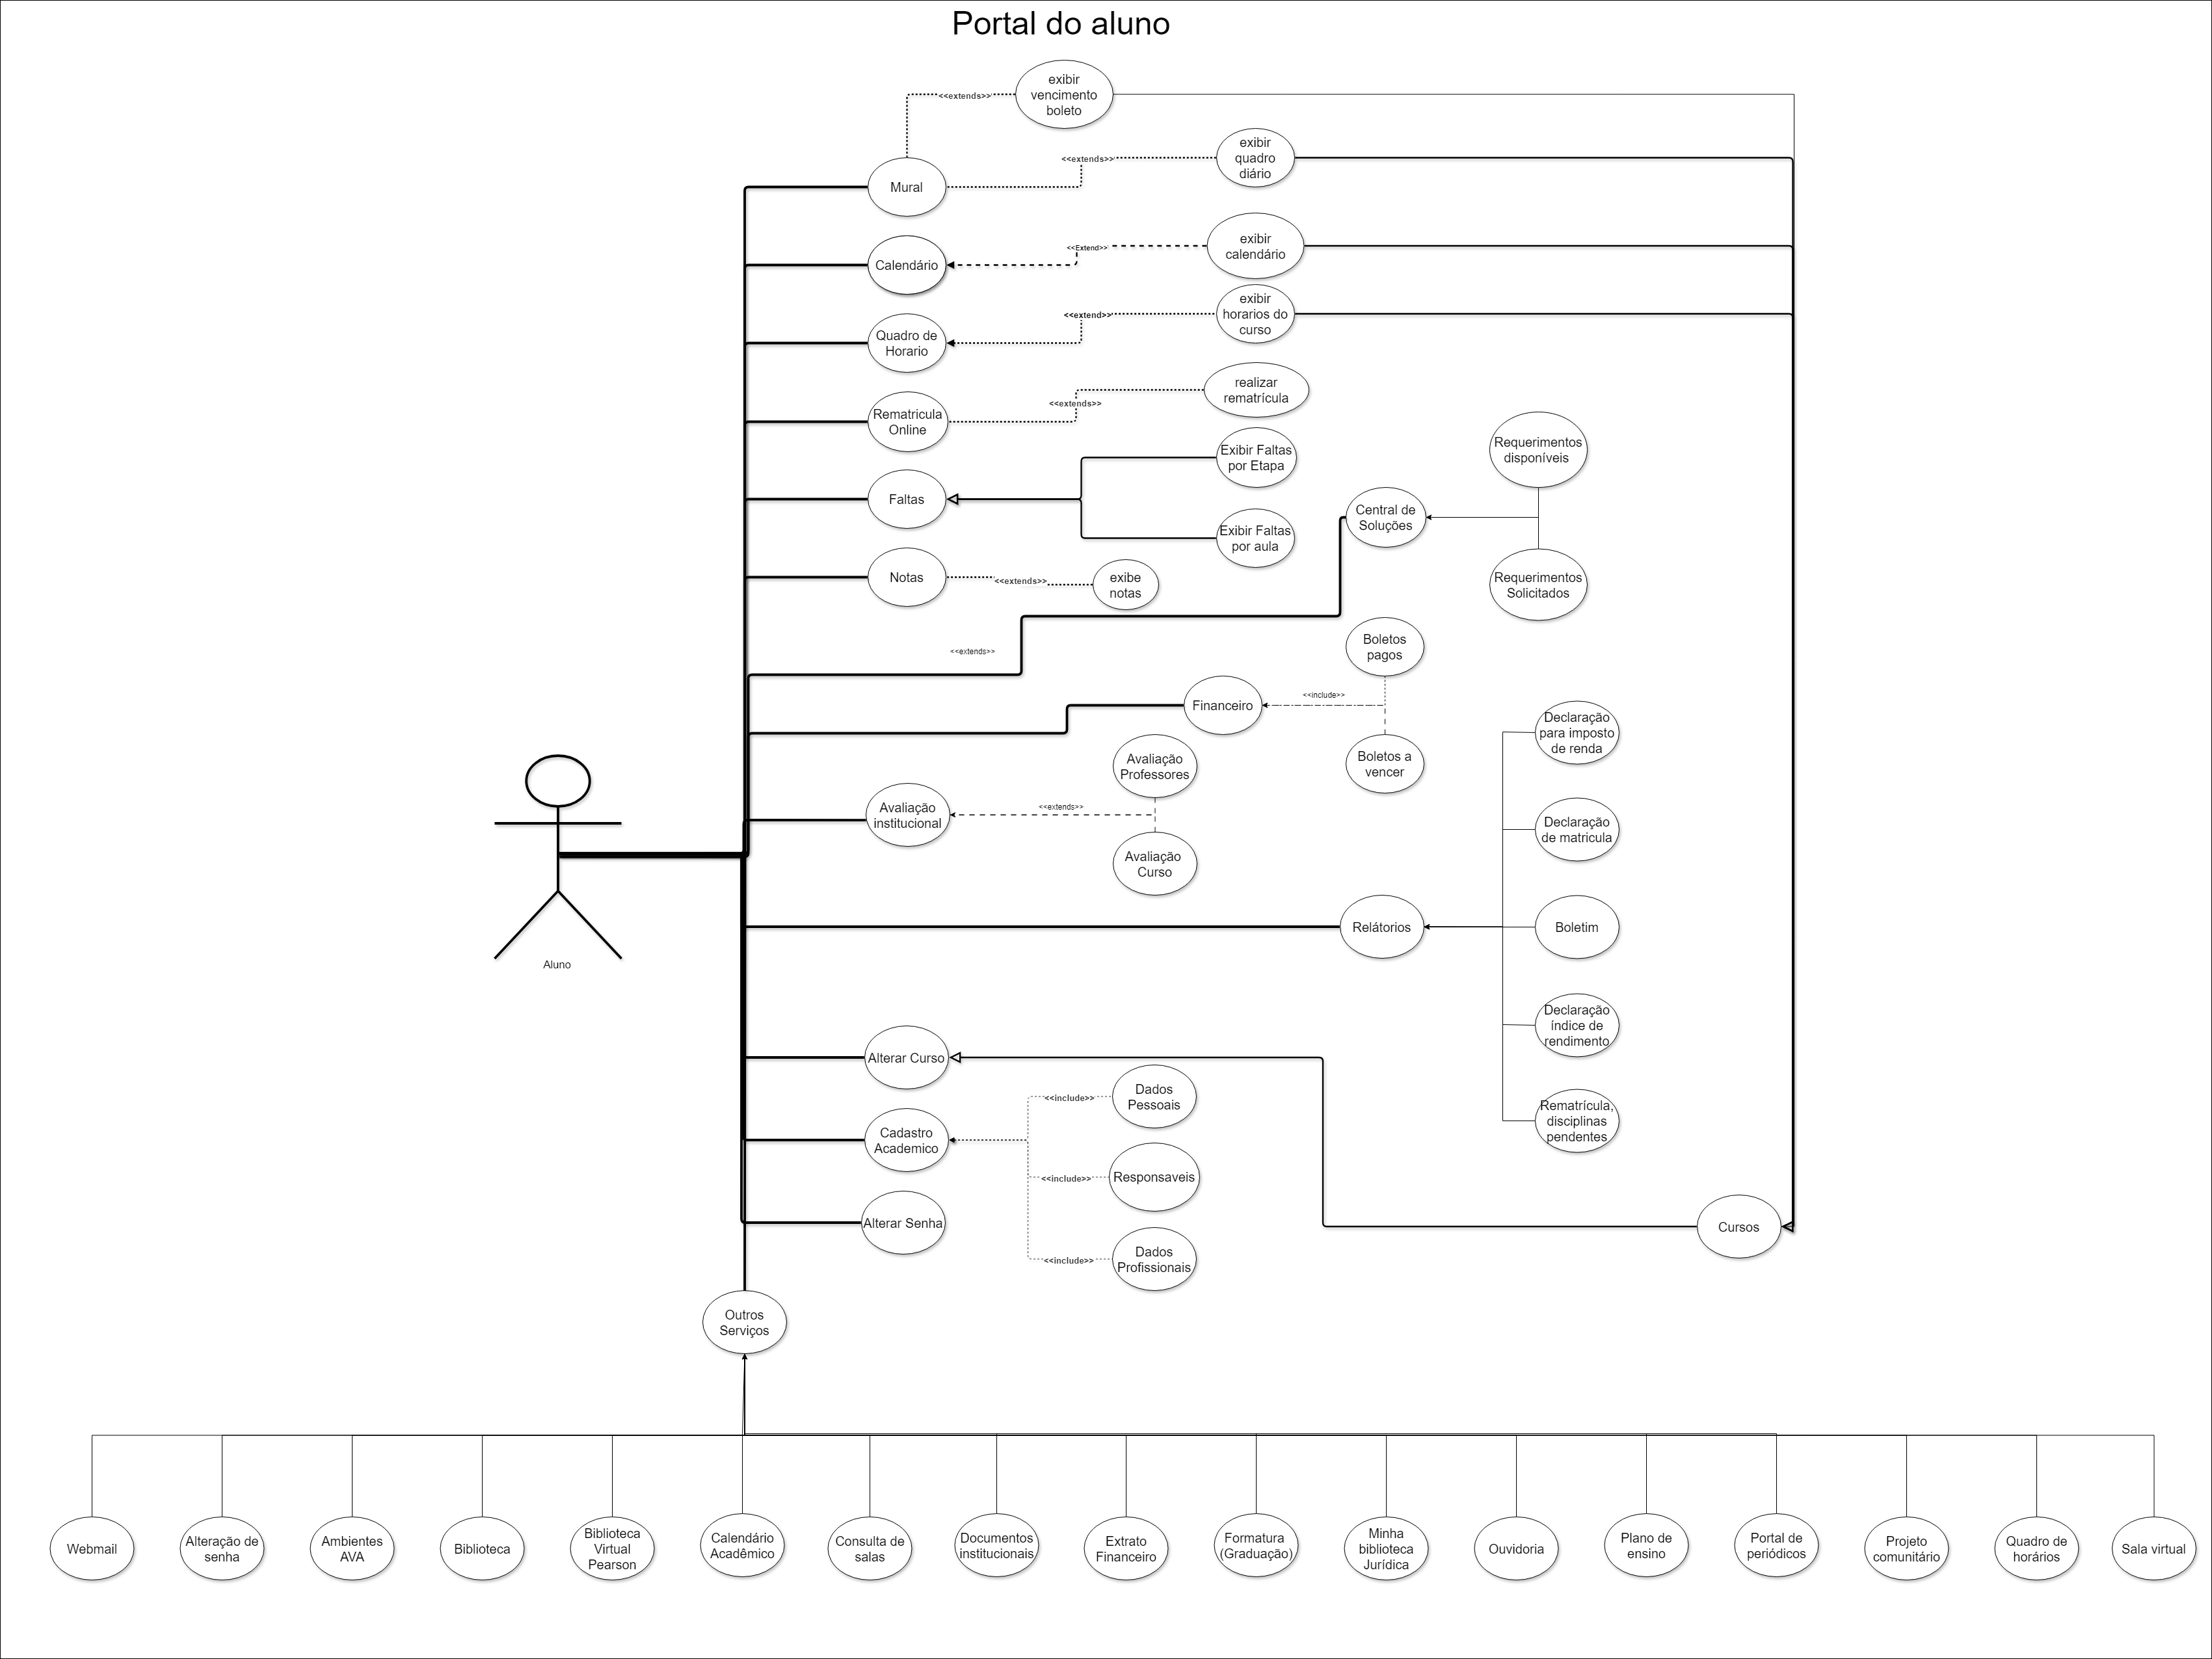 Portal do aluno
exibir
vencimento
boleto
<<extends>>
exibir
quadro
diário
<<extends>>
Mural
exibir
calendário
<<Extend>>
Calendário
exibir
horarios do
curso
<<extend>>
Quadro de
Horario
realizar
rematrícula
<<extends>>
Rematricula
Online
Exibir Faltas
por Etapa
Requerimentos
disponíveis
Faltas
Central de
Soluções
Exibir Faltas
por aula
Notas
<<extends>>
exibe
notas
Requerimentos
Solicitados
<<extends>>
Boletos
pagos
Financeiro
<<include>>
Declaração
para imposto
de renda
Avaliação
Professores
Boletos a
vencer
Avaliação
institucional
<<extends>>
Declaração
de matricula
Avaliação
Curso
Relátorios
Boletim
Aluno
Declaração
índice de
rendimento
Alterar Curso
Dados
Pessoais
<<include>>
Rematrícula,
disciplinas
pendentes
Cadastro
Academico
<<include>>
Responsaveis
Alterar Senha
Cursos
<<include>>
Dados
Profissionais
Outros
Serviços
Webmail
Alteração de
senha
Ambientes
AVA
Biblioteca
Biblioteca
Virtual
Pearson
Calendário
Acadêmico
Consulta de
salas
Documentos
institucionais
Extrato
Financeiro
Formatura
(Graduação)
Minha
biblioteca
Jurídica
Ouvidoria
Plano de
ensino
Portal de
periódicos
Projeto
comunitário
Quadro de
horários
Sala virtual